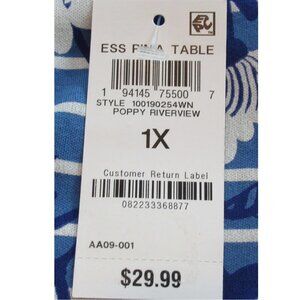 ESS PIMA TABLE
1 94145 75500 7
STYLE 100190254WN
POPPY RIVERVIEW
1X
Customer Return Label
082233368877
AA09-001
$29.99